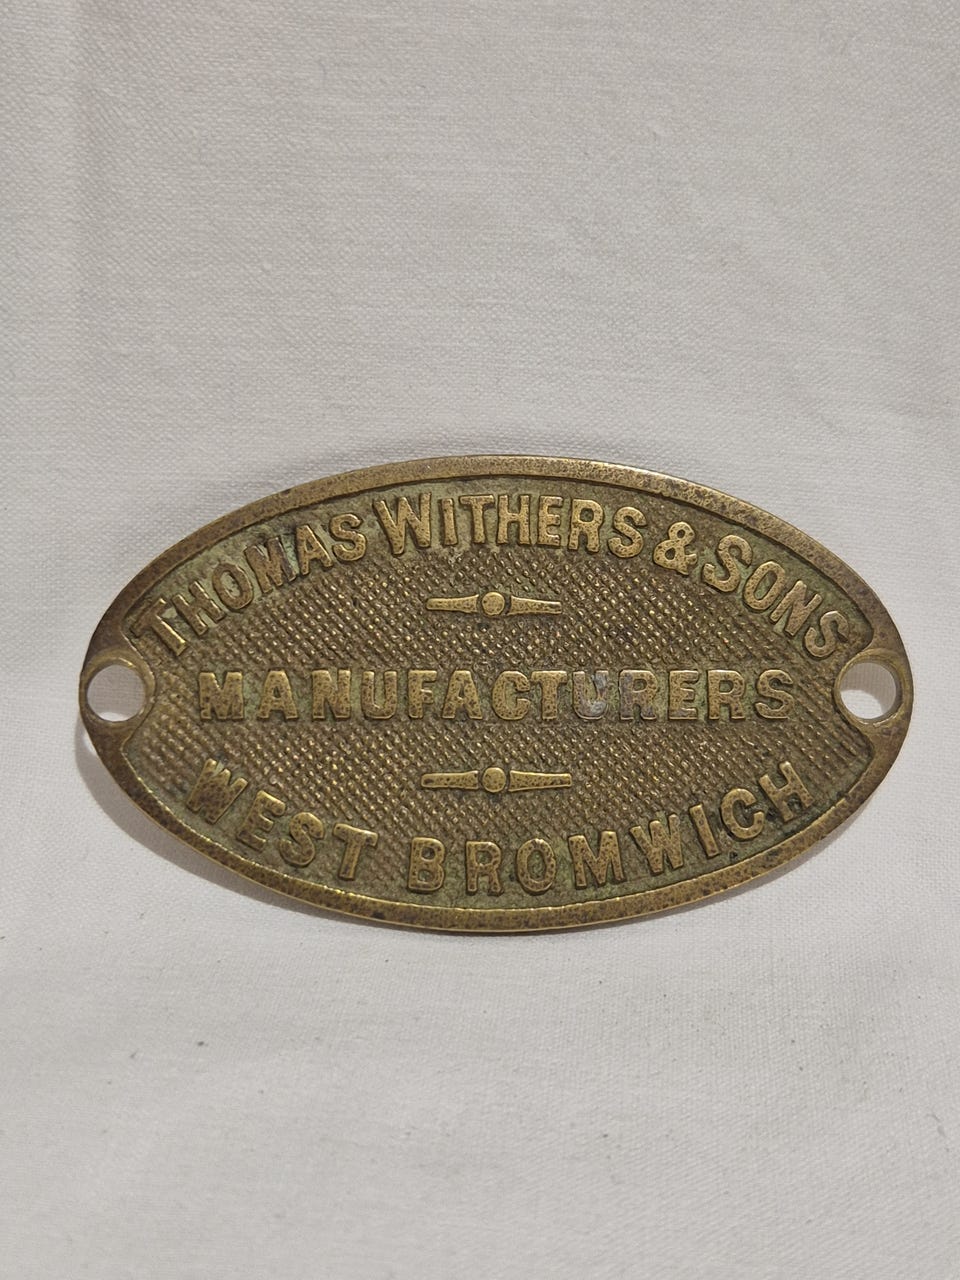 THOMAS WITHERS & SONS
MANUFACTURERS
WEST BROMWICH